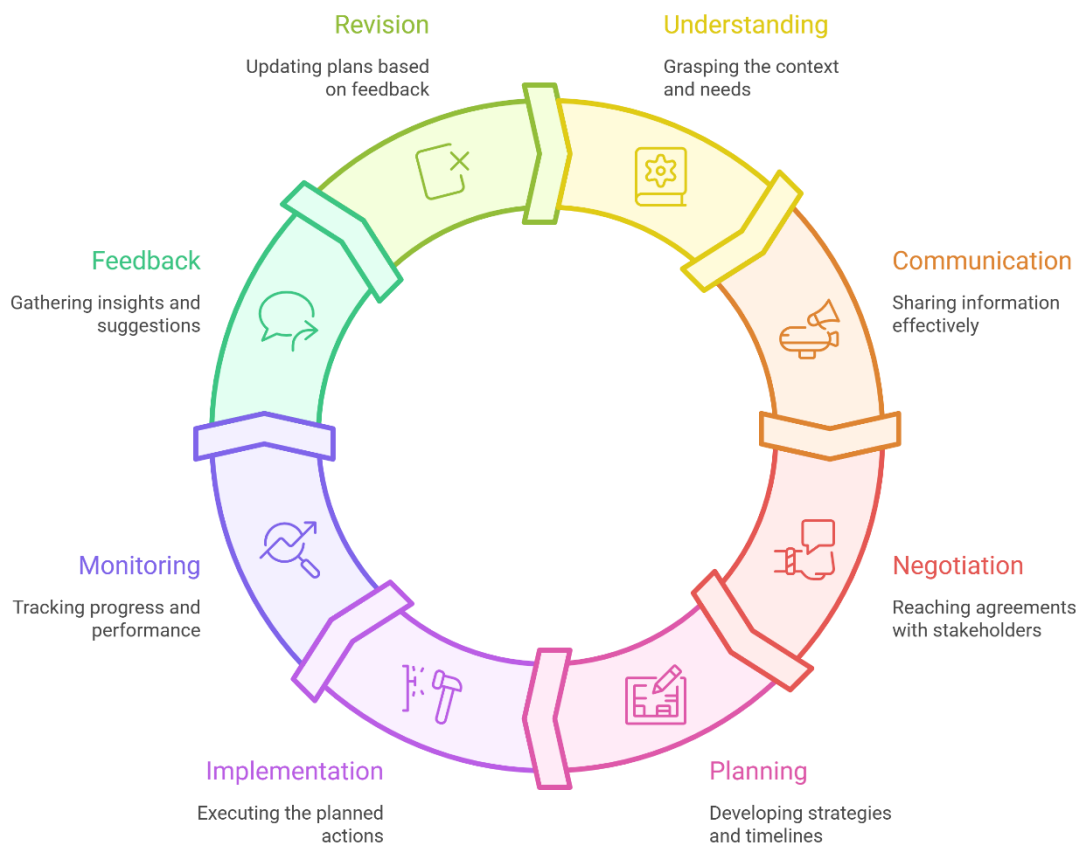 Revision
Updating plans based
on feedback
Understanding
Grasping the context
and needs
Feedback
Gathering insights and
suggestions
Communication
Sharing information
effectively
Monitoring
Tracking progress and
performance
Negotiation
Reaching agreements
with stakeholders
Implementation
Executing the planned
actions
Planning
Developing strategies
and timelines